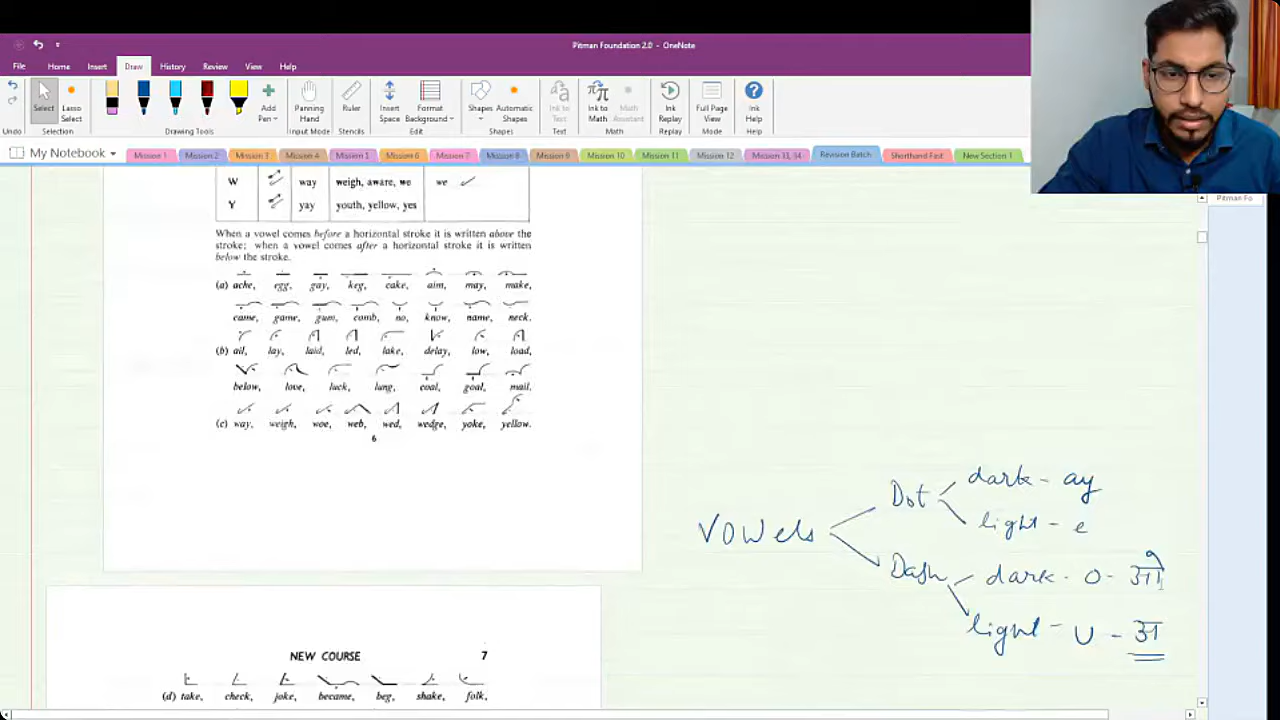 Pitman Foundation 2.0 - OneNote
File Home Insert Draw History Review View Help
Undo Select Lasso Select Add Pen Panning Hand Ruler Insert Space Format Background Shapes Automatic Shapes Ink to Text Ink to Math Math Assistant Ink Replay Full Page View Ink Help
Undo Selection Drawing Tools Input Mode Stencils Edit Shapes Text Math Replay Mode Help
My Notebook Mission 1 Mission 2 Mission 3 Mission 4 Mission 5 Mission 6 Mission 7 Mission 8 Mission 9 Mission 10 Mission 11 Mission 12 Mission 13, 14 Revision Batch Shorthand Fast New Section 1
Pitman Fo
W way weigh, aware, we we
Y yay youth, yellow, yes
When a vowel comes before a horizontal stroke it is written above the
stroke; when a vowel comes after a horizontal stroke it is written
below the stroke.
(a) ache, egg, gay, keg, cake, aim, may, make,
came, game, gum, comb, no, know, name, neck.
(b) ail, lay, laid, led, lake, delay, low, load,
below, love, luck, lung, coal, goal, mail.
(c) way, weigh, woe, web, wed, wedge, yoke, yellow.
6
NEW COURSE 7
(d) take, check, joke, became, beg, shake, folk,
Vowels
Dot
dark - ay
light - e
Dash
dark - o - ओ
light - u - अ